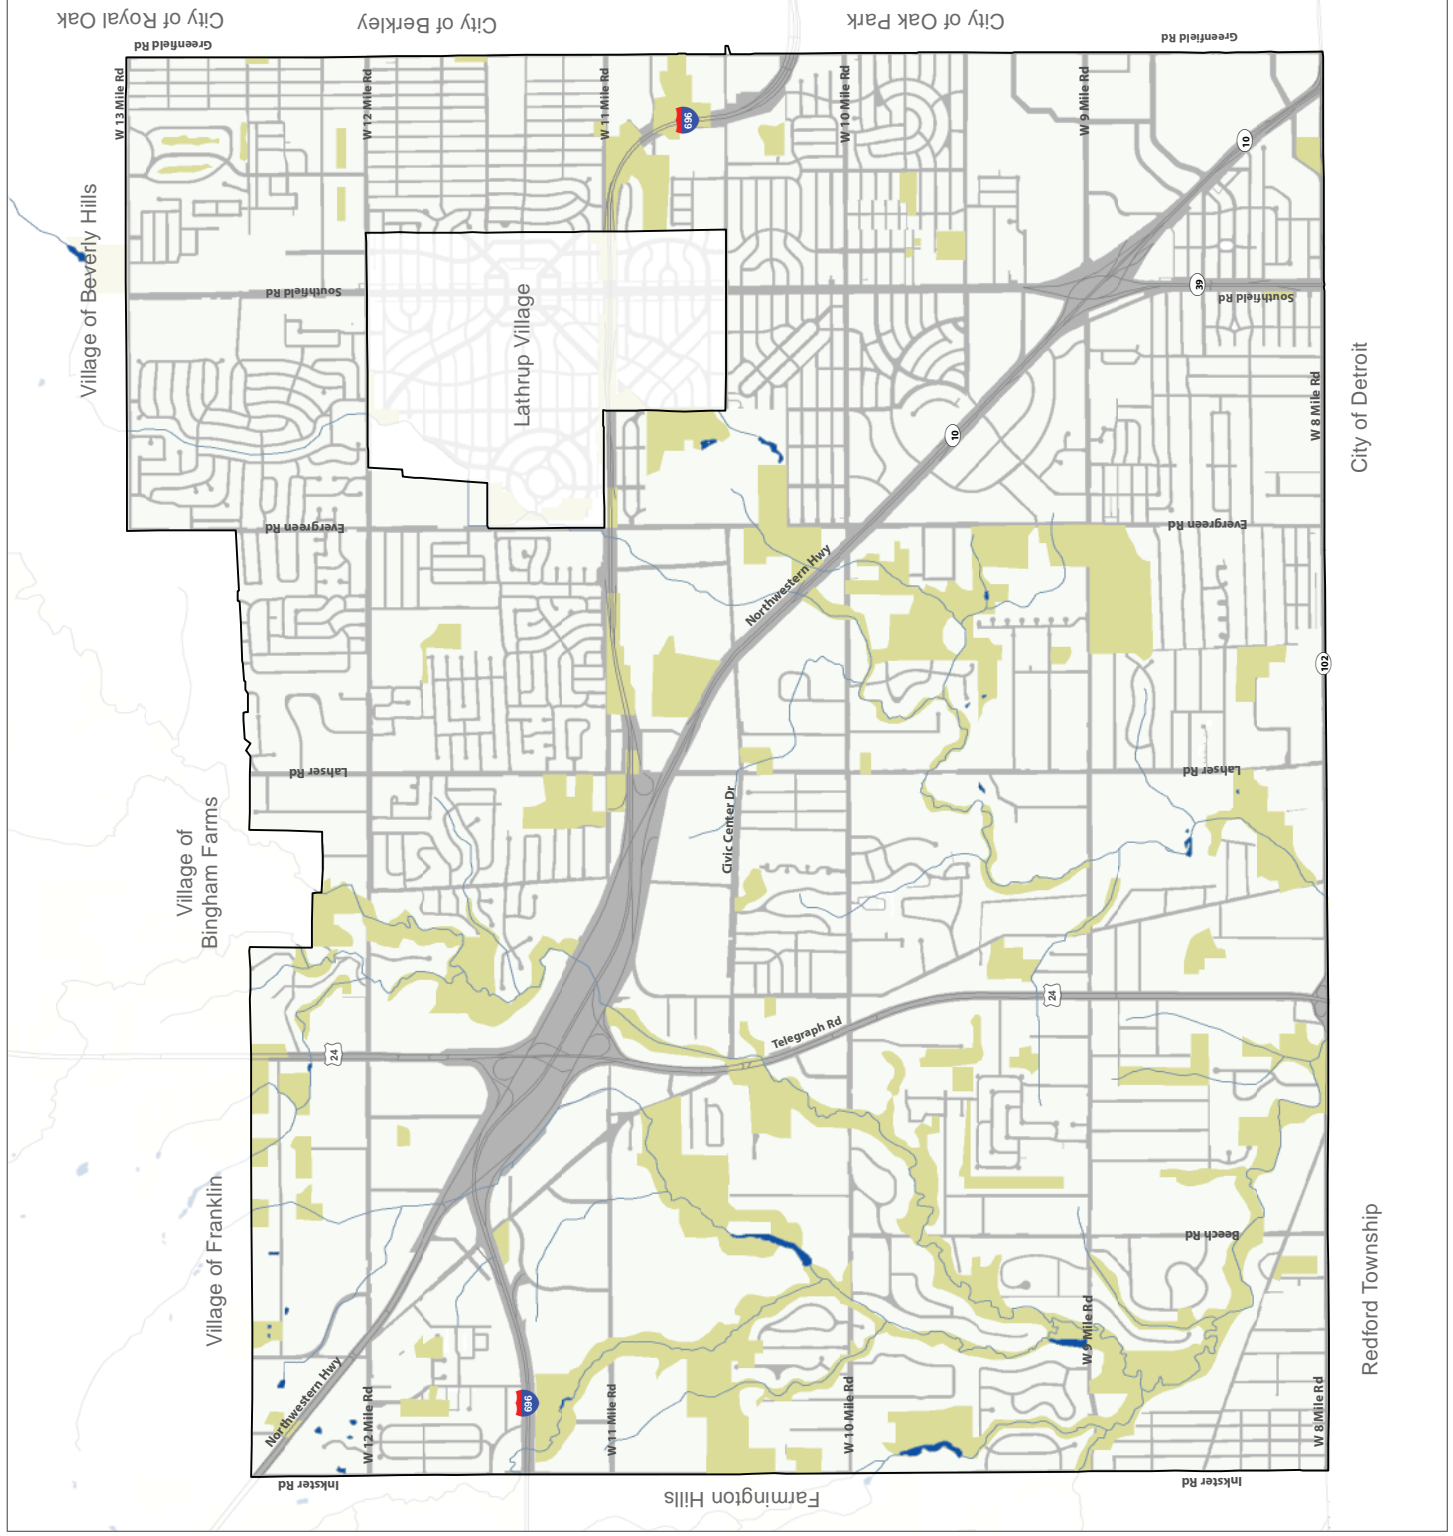 City of Royal Oak
City of Berkley
City of Oak Park
Greenfield Rd
Greenfield Rd
W 13 Mile Rd
W 12 Mile Rd
W 11 Mile Rd
W 10 Mile Rd
W 9 Mile Rd
696
10
Village of Beverly Hills
Southfield Rd
Lathrup Village
39
Southfield Rd
W 8 Mile Rd
City of Detroit
10
Evergreen Rd
Evergreen Rd
Northwestern Hwy
102
Lahser Rd
Lahser Rd
Village of
Bingham Farms
Civic Center Dr
24
Telegraph Rd
24
Village of Franklin
Beech Rd
Redford Township
W 9 Mile Rd
Northwestern Hwy
W 12 Mile Rd
696
W 11 Mile Rd
W 10 Mile Rd
W 8 Mile Rd
Inkster Rd
Inkster Rd
Farmington Hills